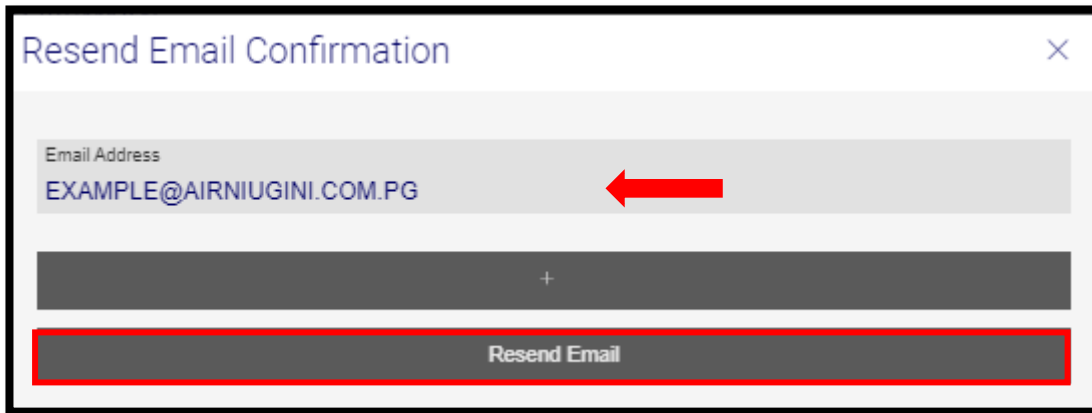 Resend Email Confirmation
Email Address
EXAMPLE@AIRNIUGINI.COM.PG
+
Resend Email